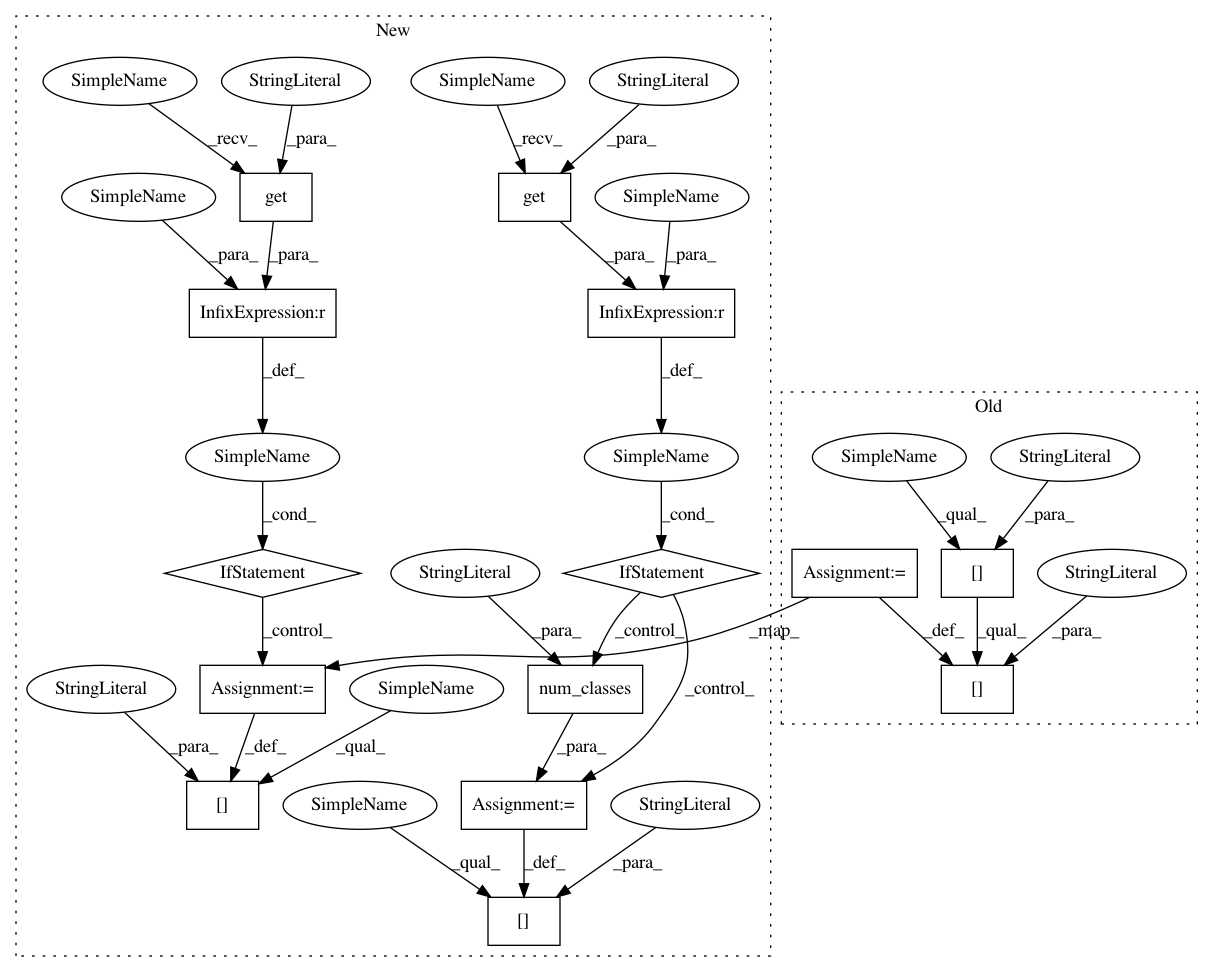 New
SimpleName StringLiteral SimpleName StringLiteral
_recv_ _para_ _recv_ _para_
SimpleName get get SimpleName
_para_ _para_ _para_ _para_
InfixExpression:r InfixExpression:r
_def_ _def_
Old
SimpleName SimpleName SimpleName StringLiteral
_cond_ _cond_ _qual_ _para_
IfStatement StringLiteral IfStatement Assignment:= [] StringLiteral
_control_ _para_ _control_ _map_ _def_ _qual_ _para_
StringLiteral Assignment:= SimpleName num_classes _control_ []
_para_ _def_ _qual_ _para_
[] SimpleName Assignment:= StringLiteral
_qual_ _def_ _para_
[]